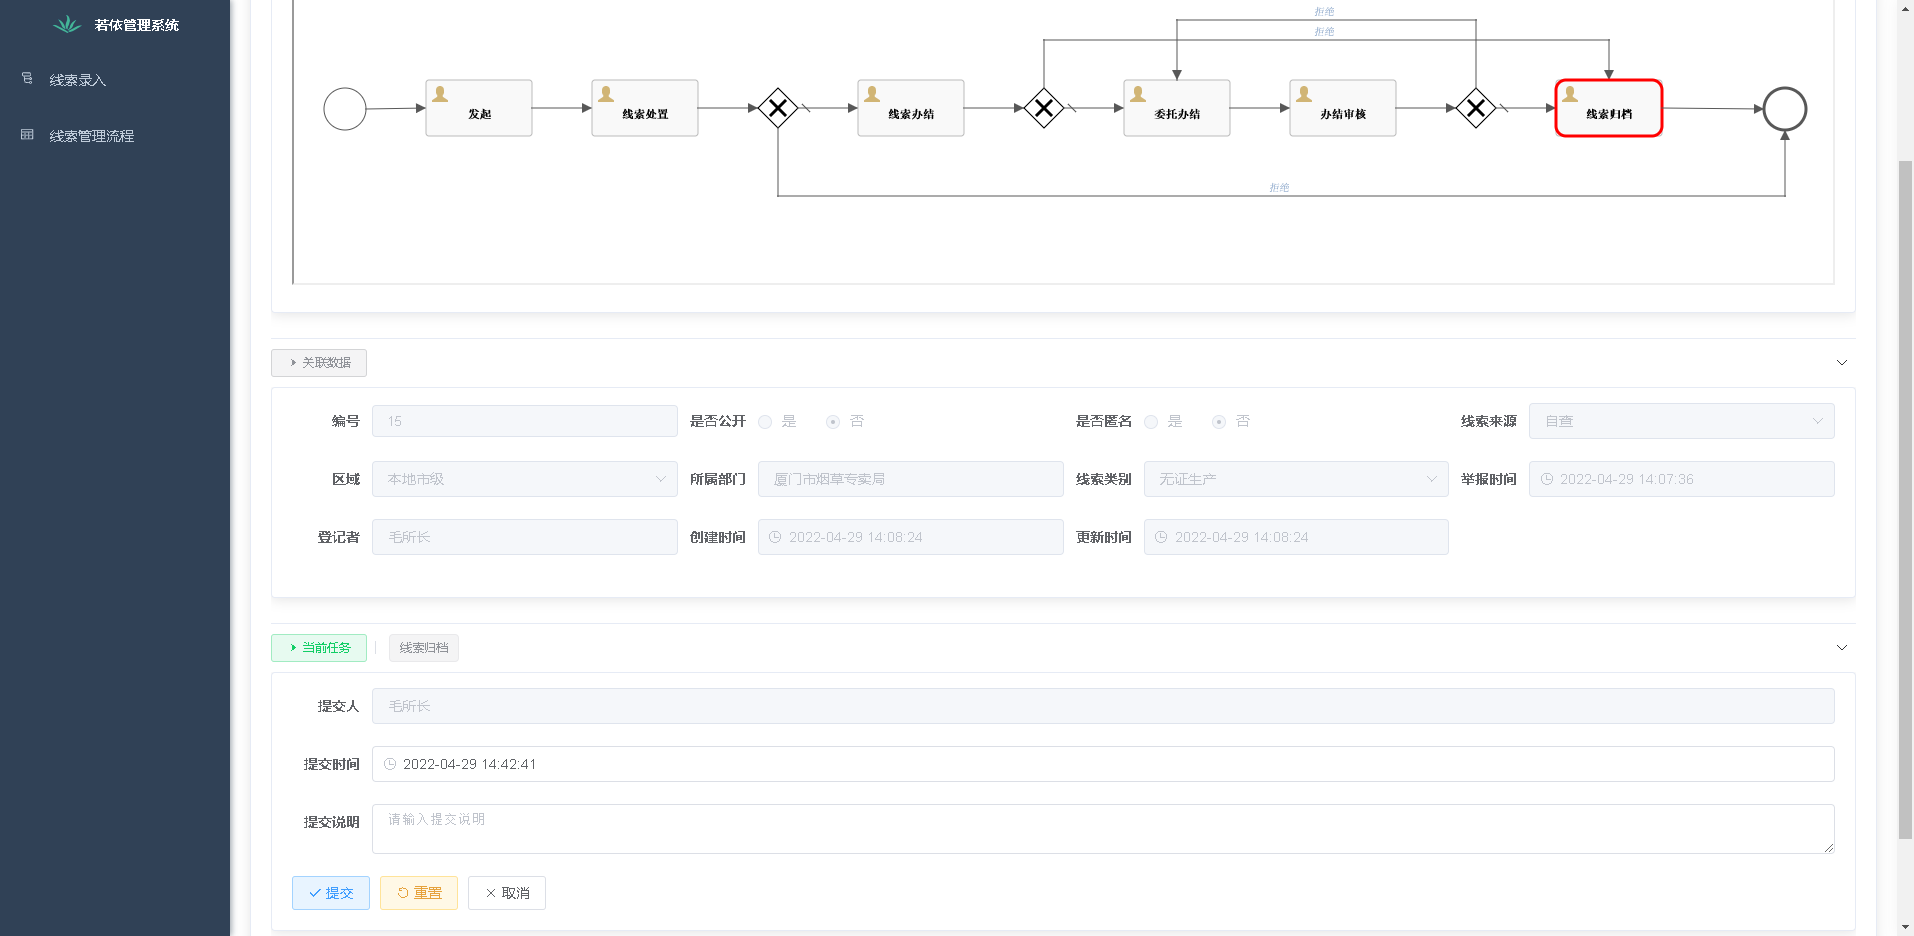 若依管理系统
线索录入
线索管理流程
拒绝
拒绝
发起
线索处置
线索办结
委托办结
办结审核
线索归档
拒绝
关联数据
编号 15 是否公开 是 否 是否匿名 是 否 线索来源 自查
区域 本地市级 所属部门 厦门市烟草专卖局 线索类别 无证生产 举报时间 2022-04-29 14:07:36
登记者 毛所长 创建时间 2022-04-29 14:08:24 更新时间 2022-04-29 14:08:24
当前任务 线索归档
提交人 毛所长
提交时间 2022-04-29 14:42:41
提交说明 请输入提交说明
提交 重置 取消